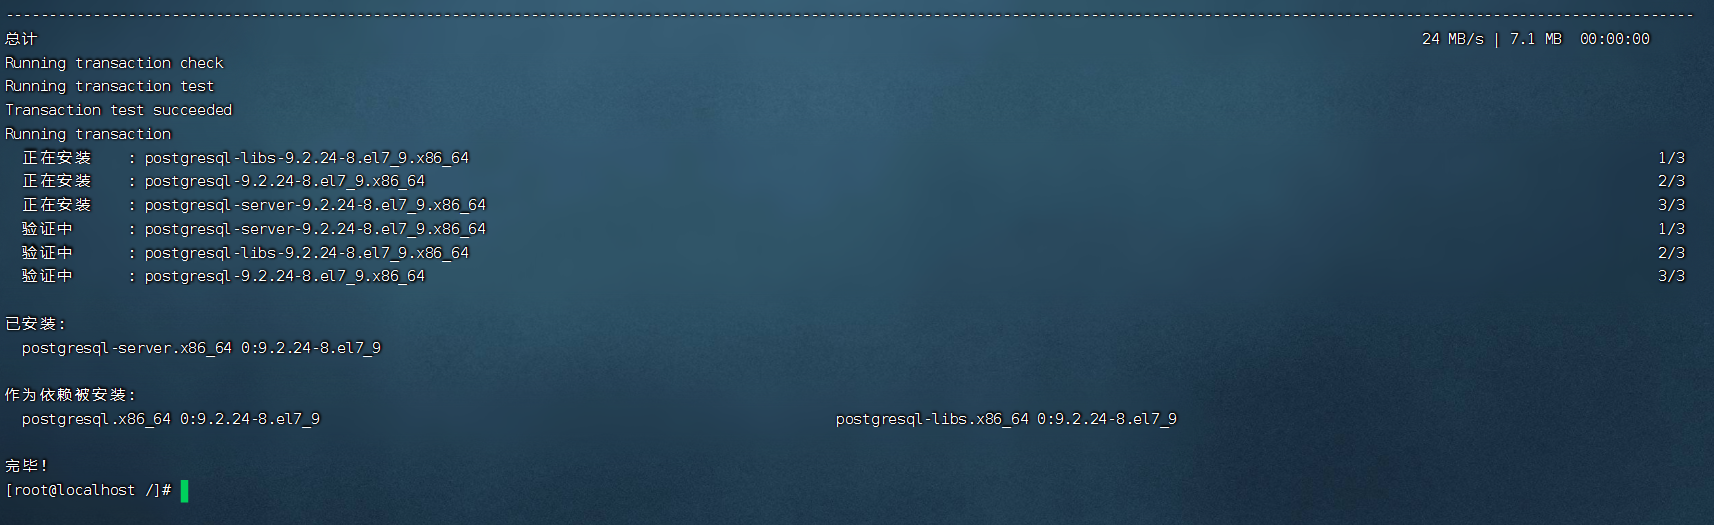 --------------------------------------------------------------------------------------------------------------------------------------------------------------------------------------------------
总计 24 MB/s | 7.1 MB 00:00:00
Running transaction check
Running transaction test
Transaction test succeeded
Running transaction
正在安装 : postgresql-libs-9.2.24-8.el7_9.x86_64 1/3
正在安装 : postgresql-9.2.24-8.el7_9.x86_64 2/3
正在安装 : postgresql-server-9.2.24-8.el7_9.x86_64 3/3
验证中 : postgresql-server-9.2.24-8.el7_9.x86_64 1/3
验证中 : postgresql-libs-9.2.24-8.el7_9.x86_64 2/3
验证中 : postgresql-9.2.24-8.el7_9.x86_64 3/3
已安装:
postgresql-server.x86_64 0:9.2.24-8.el7_9
作为依赖被安装:
postgresql.x86_64 0:9.2.24-8.el7_9 postgresql-libs.x86_64 0:9.2.24-8.el7_9
完毕!
[root@localhost /]#